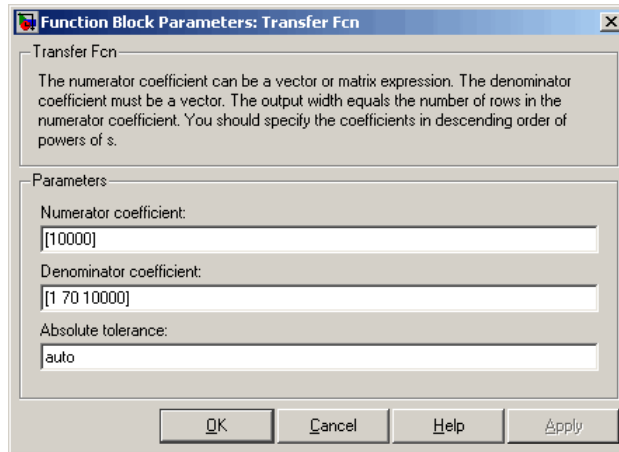 Function Block Parameters: Transfer Fcn
Transfer Fcn
The numerator coefficient can be a vector or matrix expression. The denominator
coefficient must be a vector. The output width equals the number of rows in the
numerator coefficient. You should specify the coefficients in descending order of
powers of s.
Parameters
Numerator coefficient:
[10000]
Denominator coefficient:
[1 70 10000]
Absolute tolerance:
auto
OK Cancel Help Apply